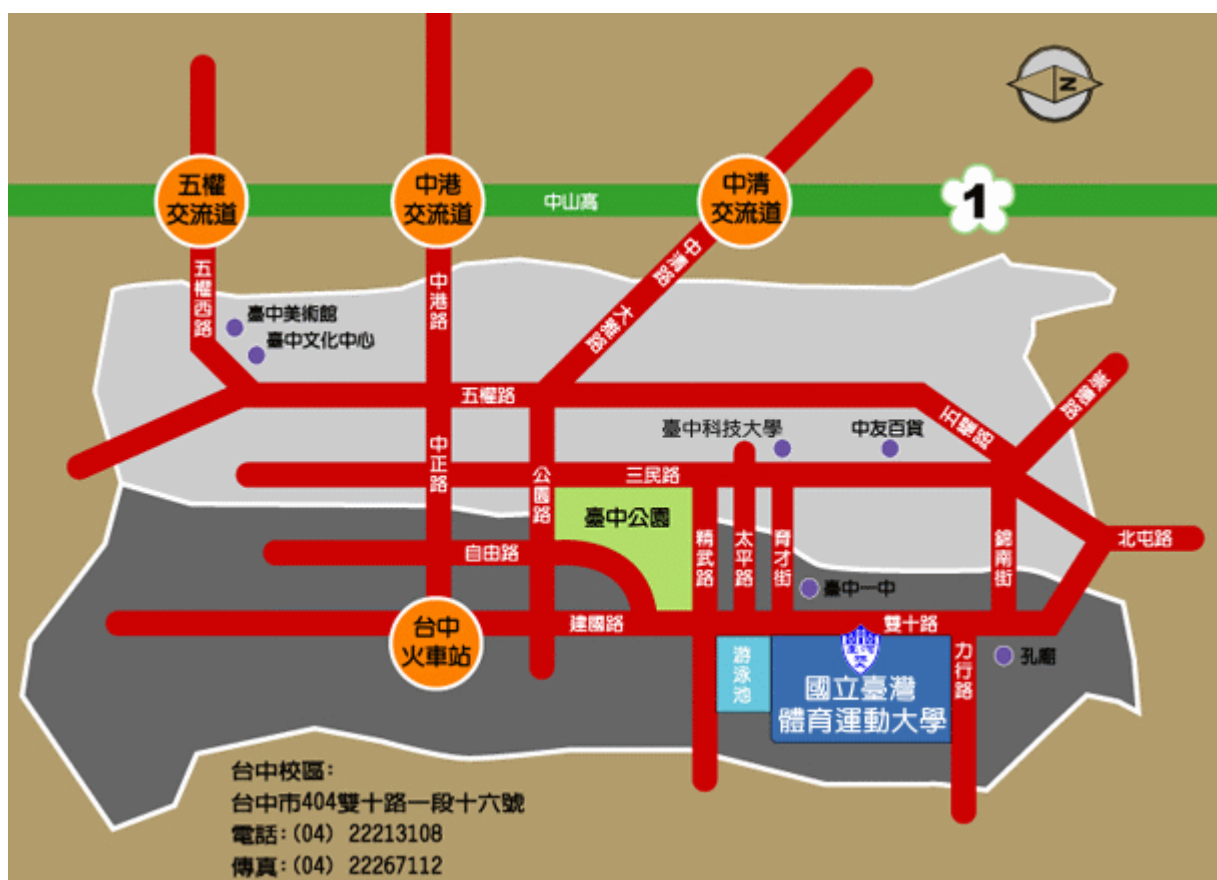 N
五權
交流道
中港
交流道
中清
交流道
中山高
1
五權西路
臺中美術館
臺中文化中心
中港路
中清路
大雅路
五權路
五權路
崇德路
中正路
公園路
三民路
臺中科技大學
中友百貨
臺中公園
自由路
精武路
太平路
育才街
臺中一中
錦南街
北屯路
台中
火車站
建國路
雙十路
游泳池
國立臺灣
體育運動大學
力行路
孔廟
台中校區:
台中市404雙十路一段十六號
電話:(04) 22213108
傳真:(04) 22267112